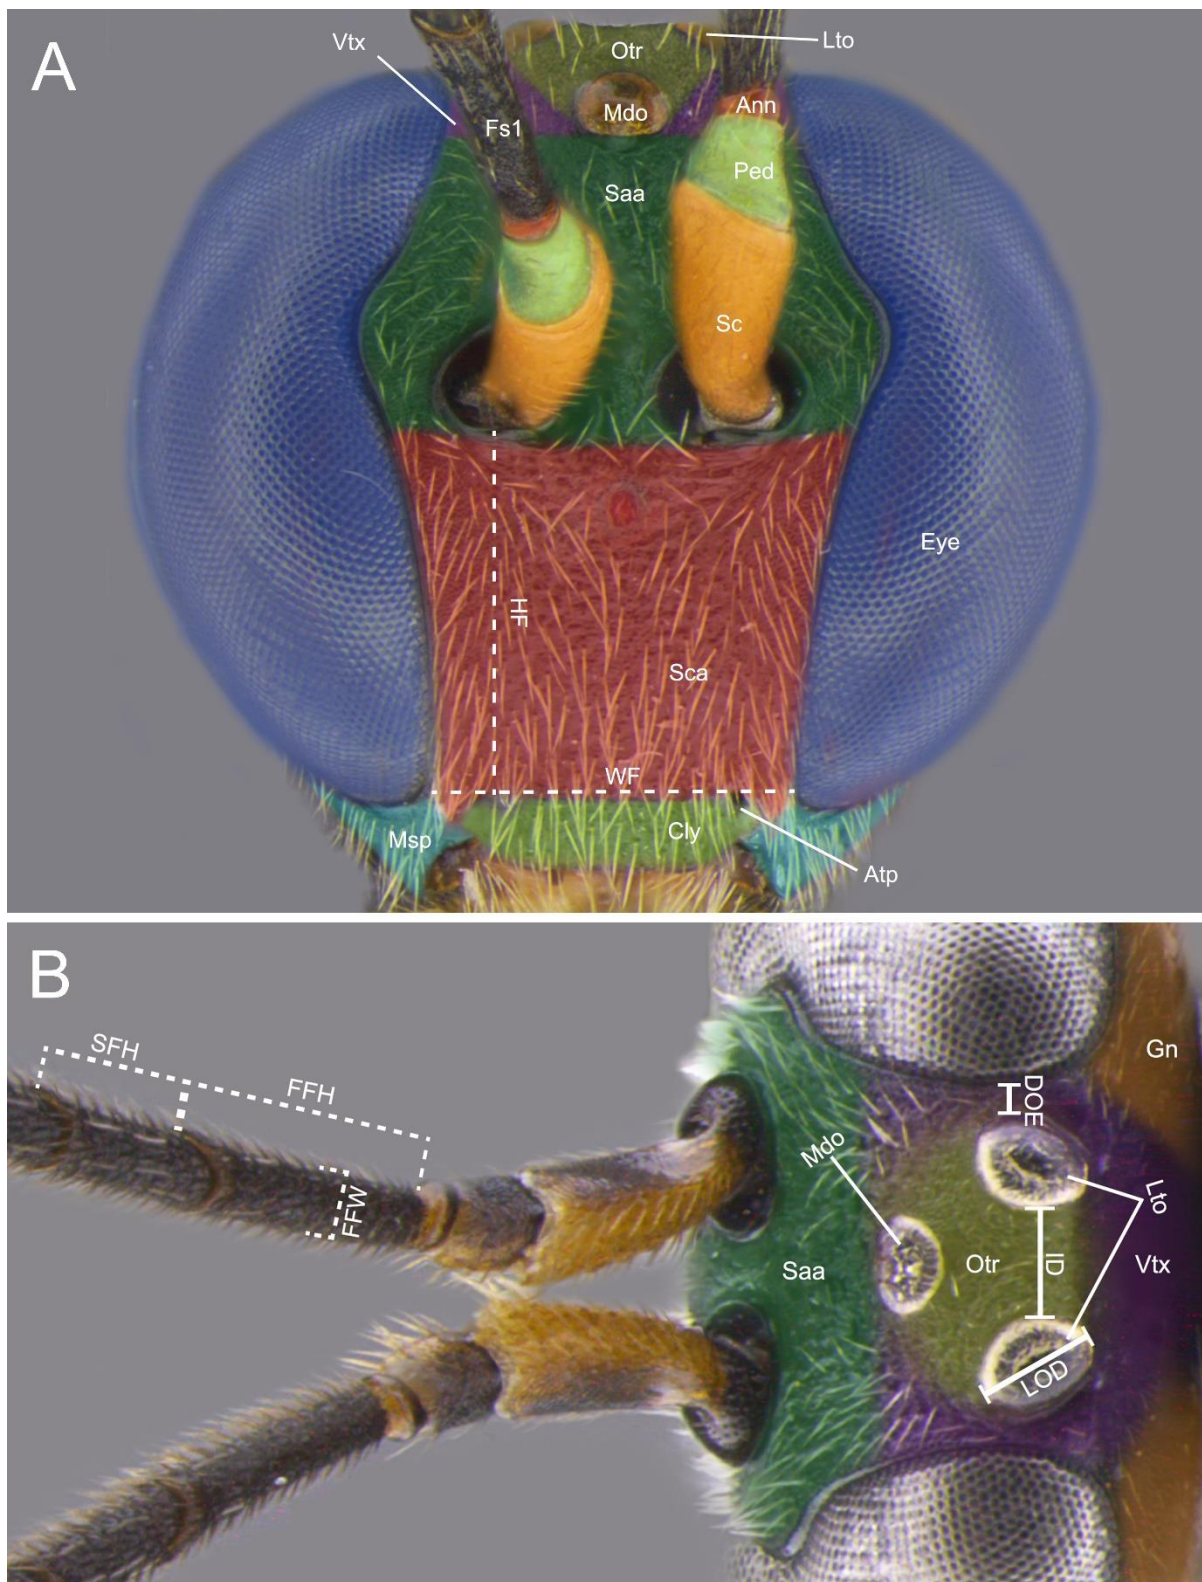 A
Vtx
Otr
Lto
Mdo
Ann
Fs1
Ped
Saa
Sc
Eye
HF
Sca
WF
Msp
Cly
Atp
B
SFH
FFH
FFW
Gn
DOE
Mdo
Lto
Saa
Otr
ID
Vtx
LOD